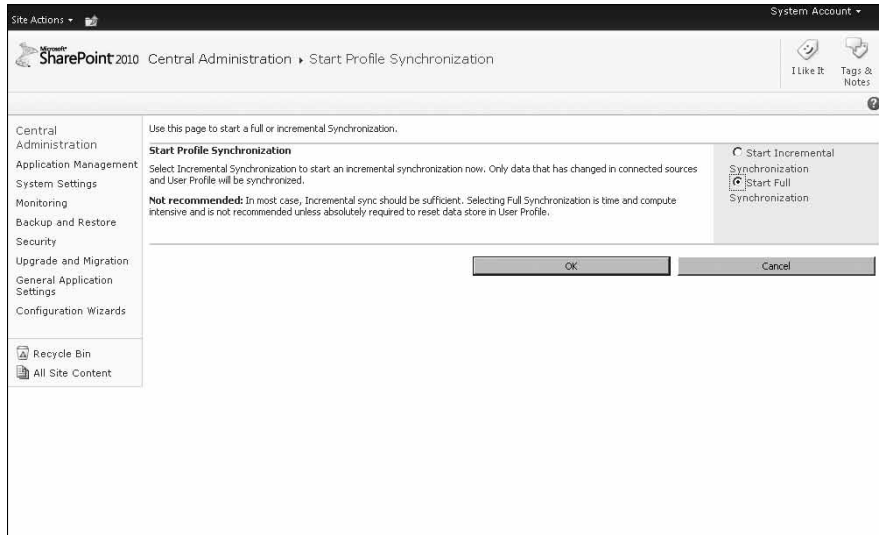 Site Actions
System Account
Microsoft
SharePoint 2010 Central Administration Start Profile Synchronization
I Like It
Tags &
Notes
Central
Administration
Application Management
System Settings
Monitoring
Backup and Restore
Security
Upgrade and Migration
General Application
Settings
Configuration Wizards
Recycle Bin
All Site Content
Use this page to start a full or incremental Synchronization.
Start Profile Synchronization
Select Incremental Synchronization to start an incremental synchronization now. Only data that has changed in connected sources
and User Profile will be synchronized.
Not recommended: In most case, Incremental sync should be sufficient. Selecting Full Synchronization is time and compute
intensive and is not recommended unless absolutely required to reset data store in User Profile.
Start Incremental
Synchronization
Start Full
Synchronization
OK
Cancel